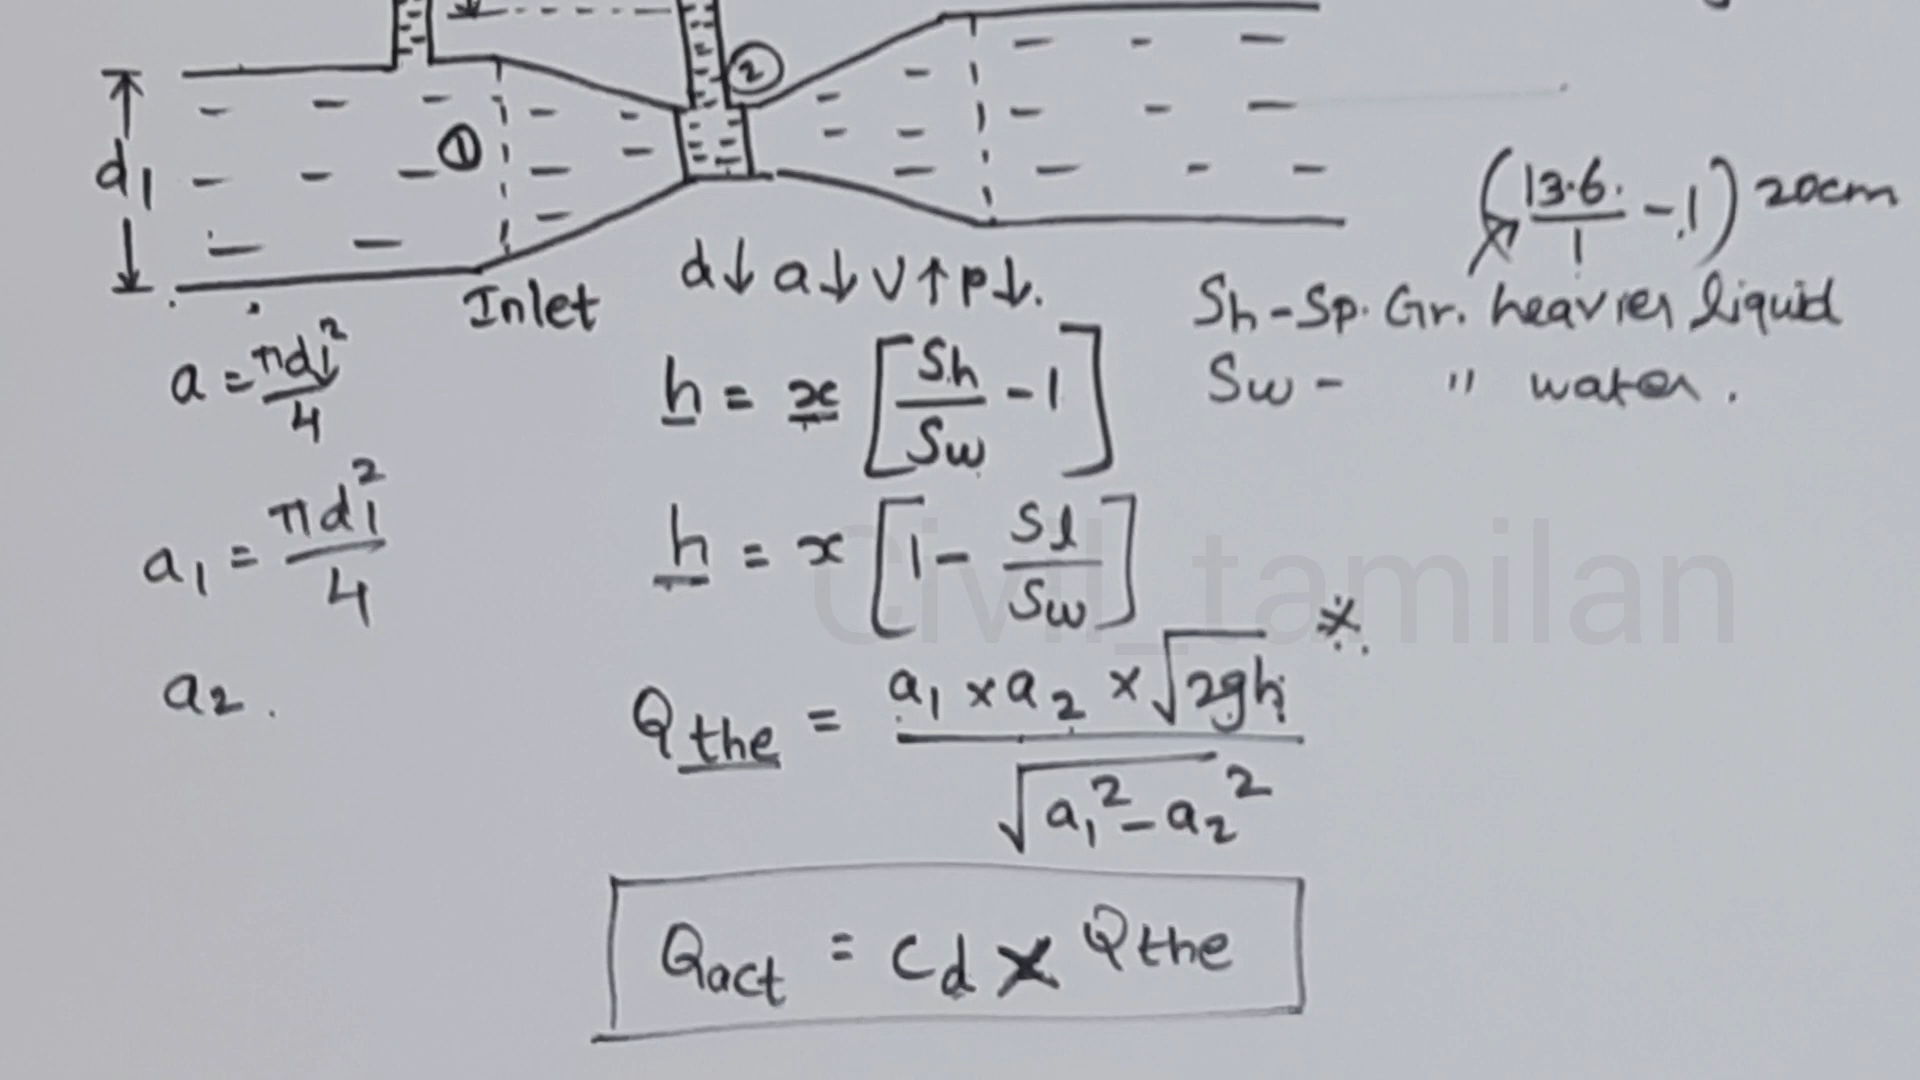 ②
①
d1
(13.6/1 - 1) 20cm
Inlet
d↓ a↓ v↑ p↓.
Sh - Sp. Gr. heavier liquid
Sw - " water.
a = πd1²/4
h = x [Sh/Sw - 1]
a1 = πd1²/4
h = x [1 - Sl/Sw]
Civil_tamilan
a2.
Qthe = a1 × a2 × √2gh / √a1² - a2²
Qact = Cd × Qthe